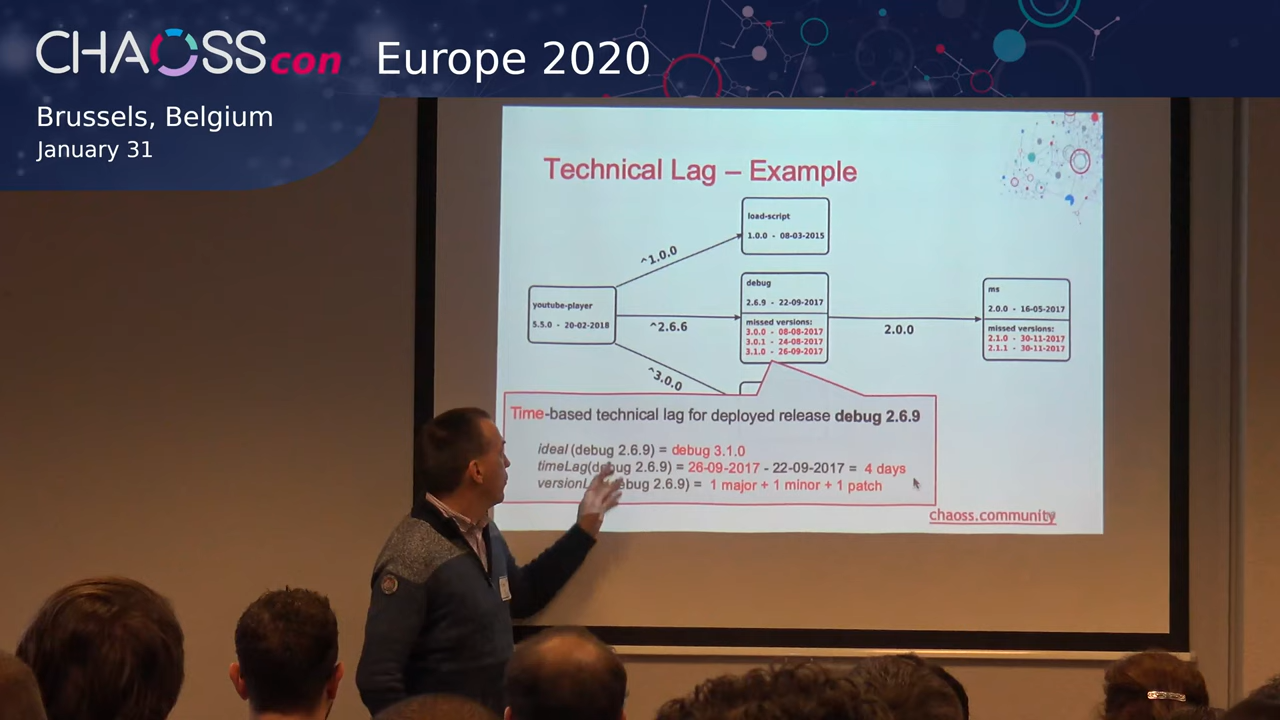 CHAOSScon Europe 2020
Brussels, Belgium
January 31
Technical Lag – Example
load-script
1.0.0 - 08-03-2015
^1.0.0
youtube-player
5.5.0 - 20-02-2018
^2.6.6
debug
2.6.9 - 22-09-2017
missed versions:
3.0.0 - 08-08-2017
3.0.1 - 24-08-2017
3.1.0 - 26-09-2017
2.0.0
ms
2.0.0 - 16-05-2017
missed versions:
2.1.0 - 30-11-2017
2.1.1 - 30-11-2017
^3.0.0
Time-based technical lag for deployed release debug 2.6.9
ideal (debug 2.6.9) = debug 3.1.0
timeLag(debug 2.6.9) = 26-09-2017 - 22-09-2017 = 4 days
2.6.9) = 1 major + 1 minor + 1 patch
chaoss.community